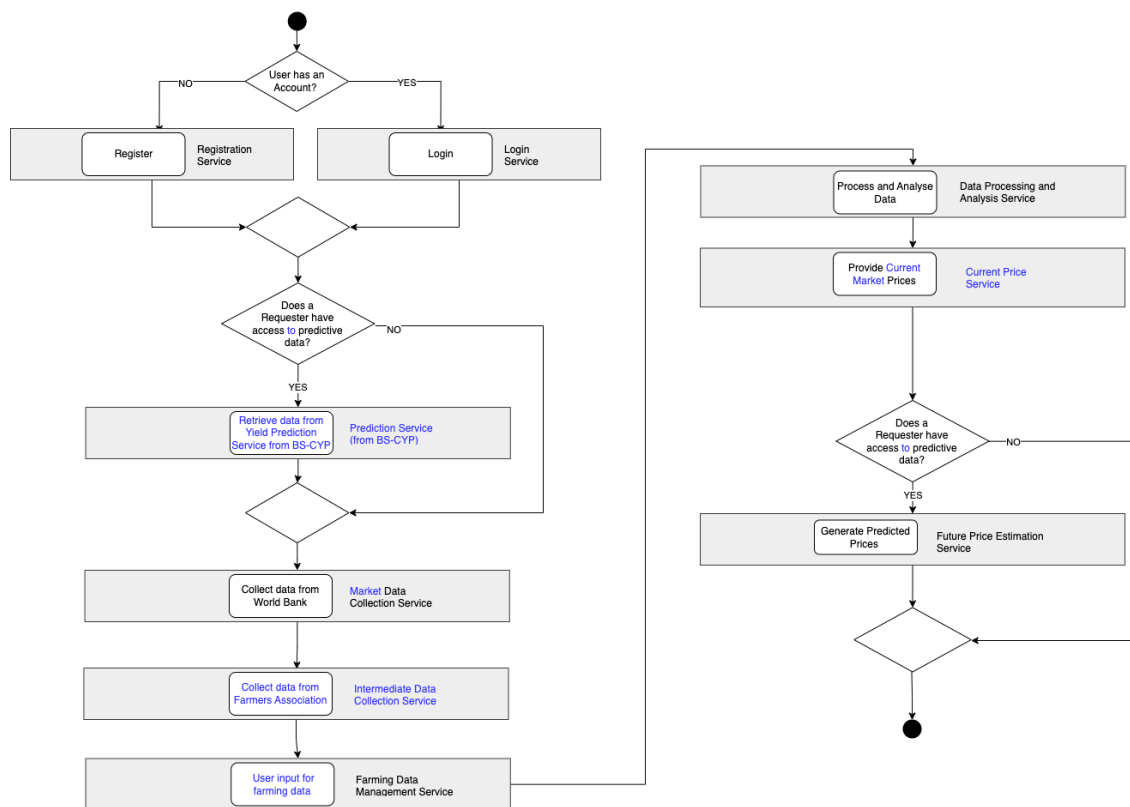 User has an
Account?
NO
YES
Register
Registration
Service
Login
Login
Service
Does a
Requester have
access to predictive
data?
NO
YES
Retrieve data from
Yield Prediction
Service from BS-CYP
Prediction Service
(from BS-CYP)
Collect data from
World Bank
Market Data
Collection Service
Collect data from
Farmers Association
Intermediate Data
Collection Service
User input for
farming data
Farming Data
Management Service
Process and Analyse
Data
Data Processing and
Analysis Service
Provide Current
Market Prices
Current Price
Service
Does a
Requester have
access to predictive
data?
NO
YES
Generate Predicted
Prices
Future Price Estimation
Service